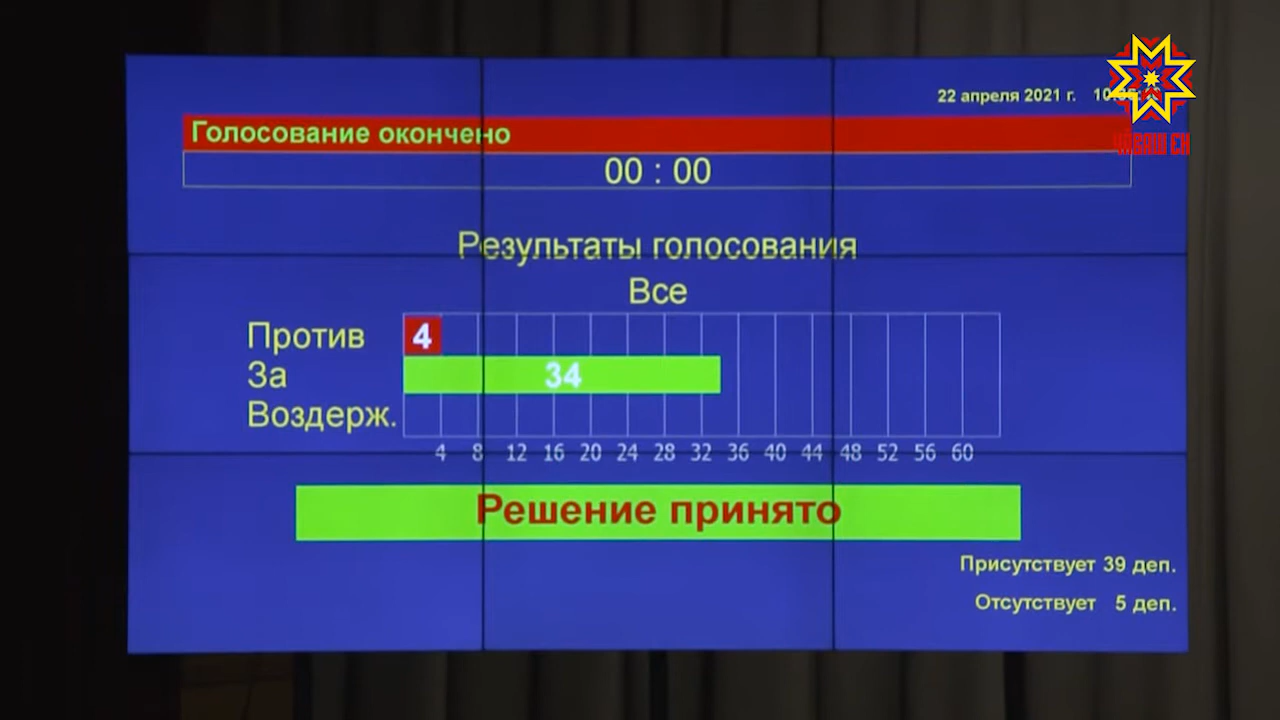 22 апреля 2021 г.
Голосование окончено
00 : 00
Результаты голосования
Все
Против 4
За 34
Воздерж.
4 8 12 16 20 24 28 32 36 40 44 48 52 56 60
Решение принято
Присутствует 39 деп.
Отсутствует 5 деп.
ЧӐВАШ ЕН